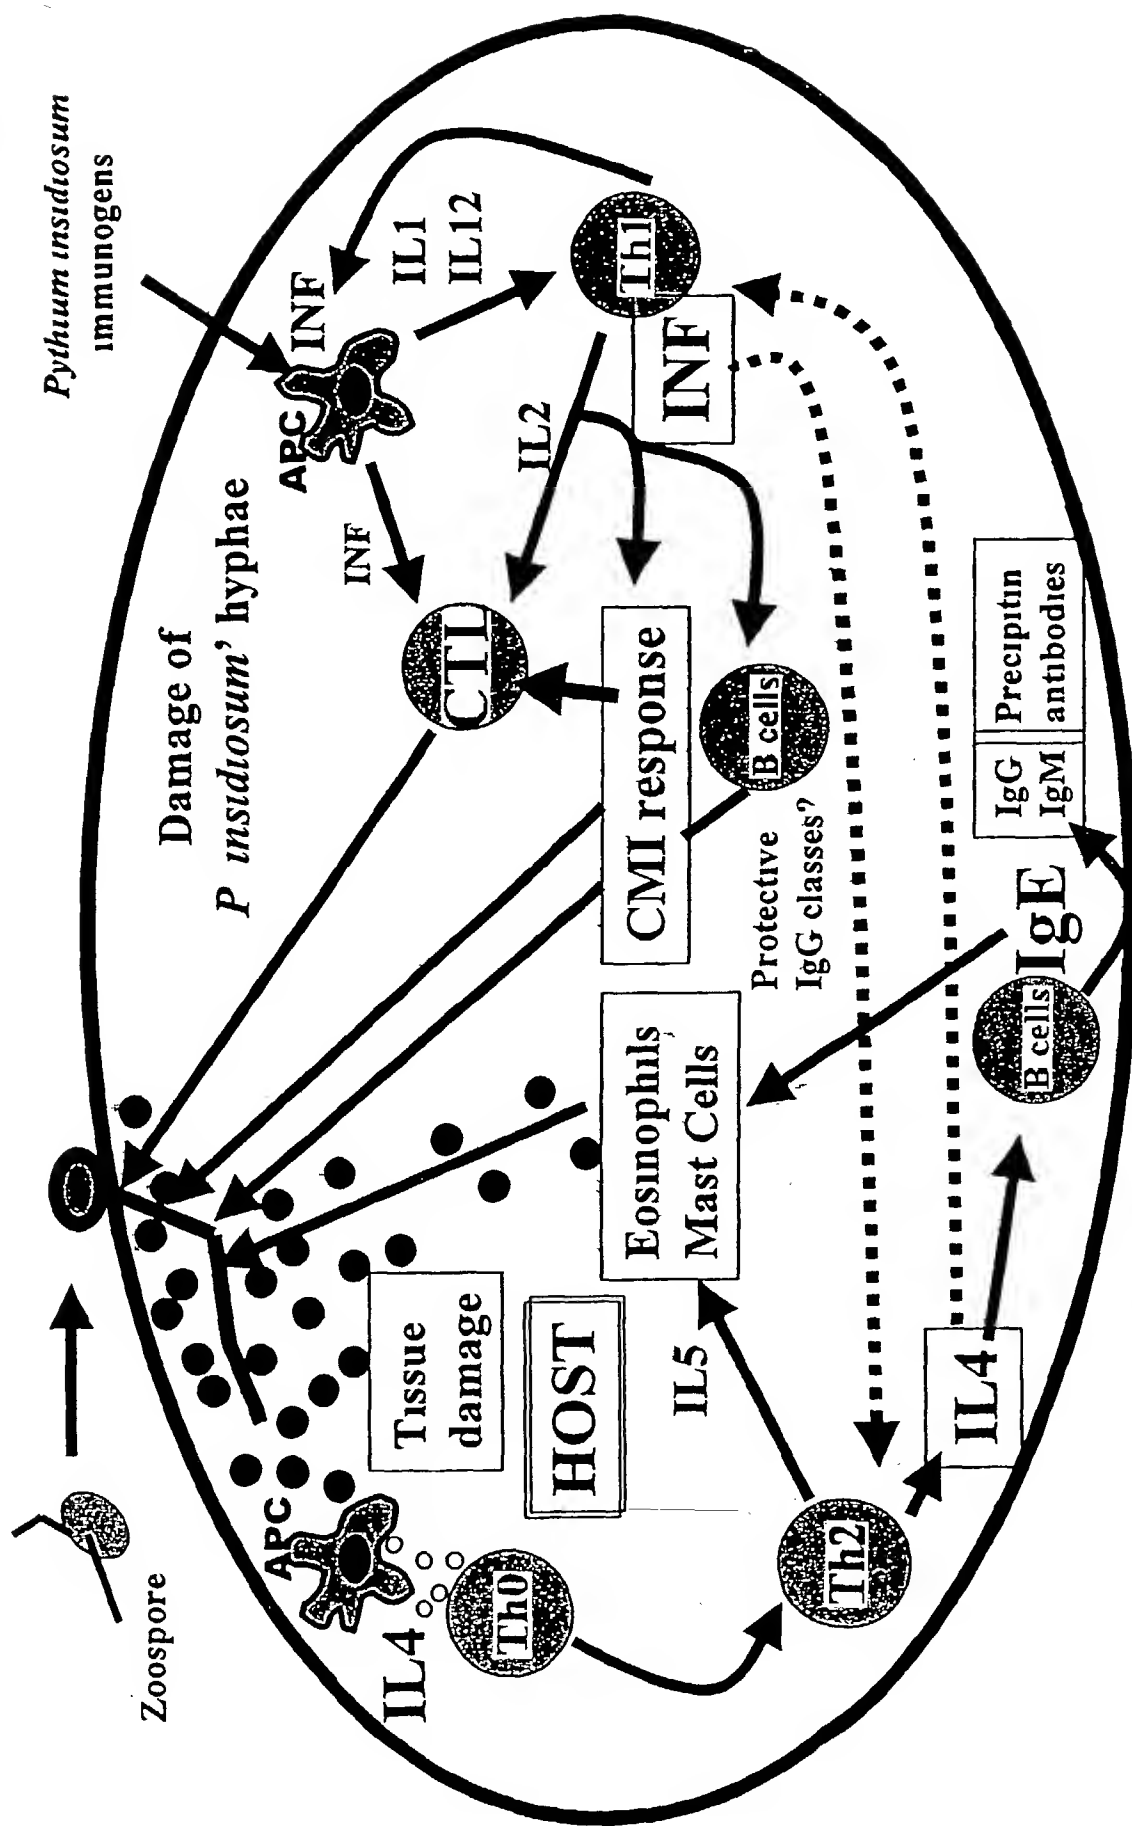 Zoospore
Pythium insidiosum
immunogens
Damage of
P insidiosum' hyphae
APC
IL4
Th0
Tissue
damage
HOST
Th2
IL5
IL4
Eosinophils
Mast Cells
B cells
IgE
IgG
IgM
Precipitin
antibodies
Protective
IgG classes?
B cells
CMI response
CTL
INF
APC
INF
IL1
IL12
IL2
Th1
INF